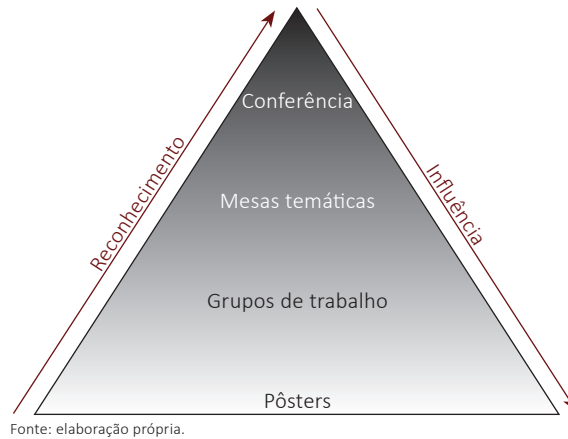 Conferência
Reconhecimento
Influência
Mesas temáticas
Grupos de trabalho
Pôsters
Fonte: elaboração própria.